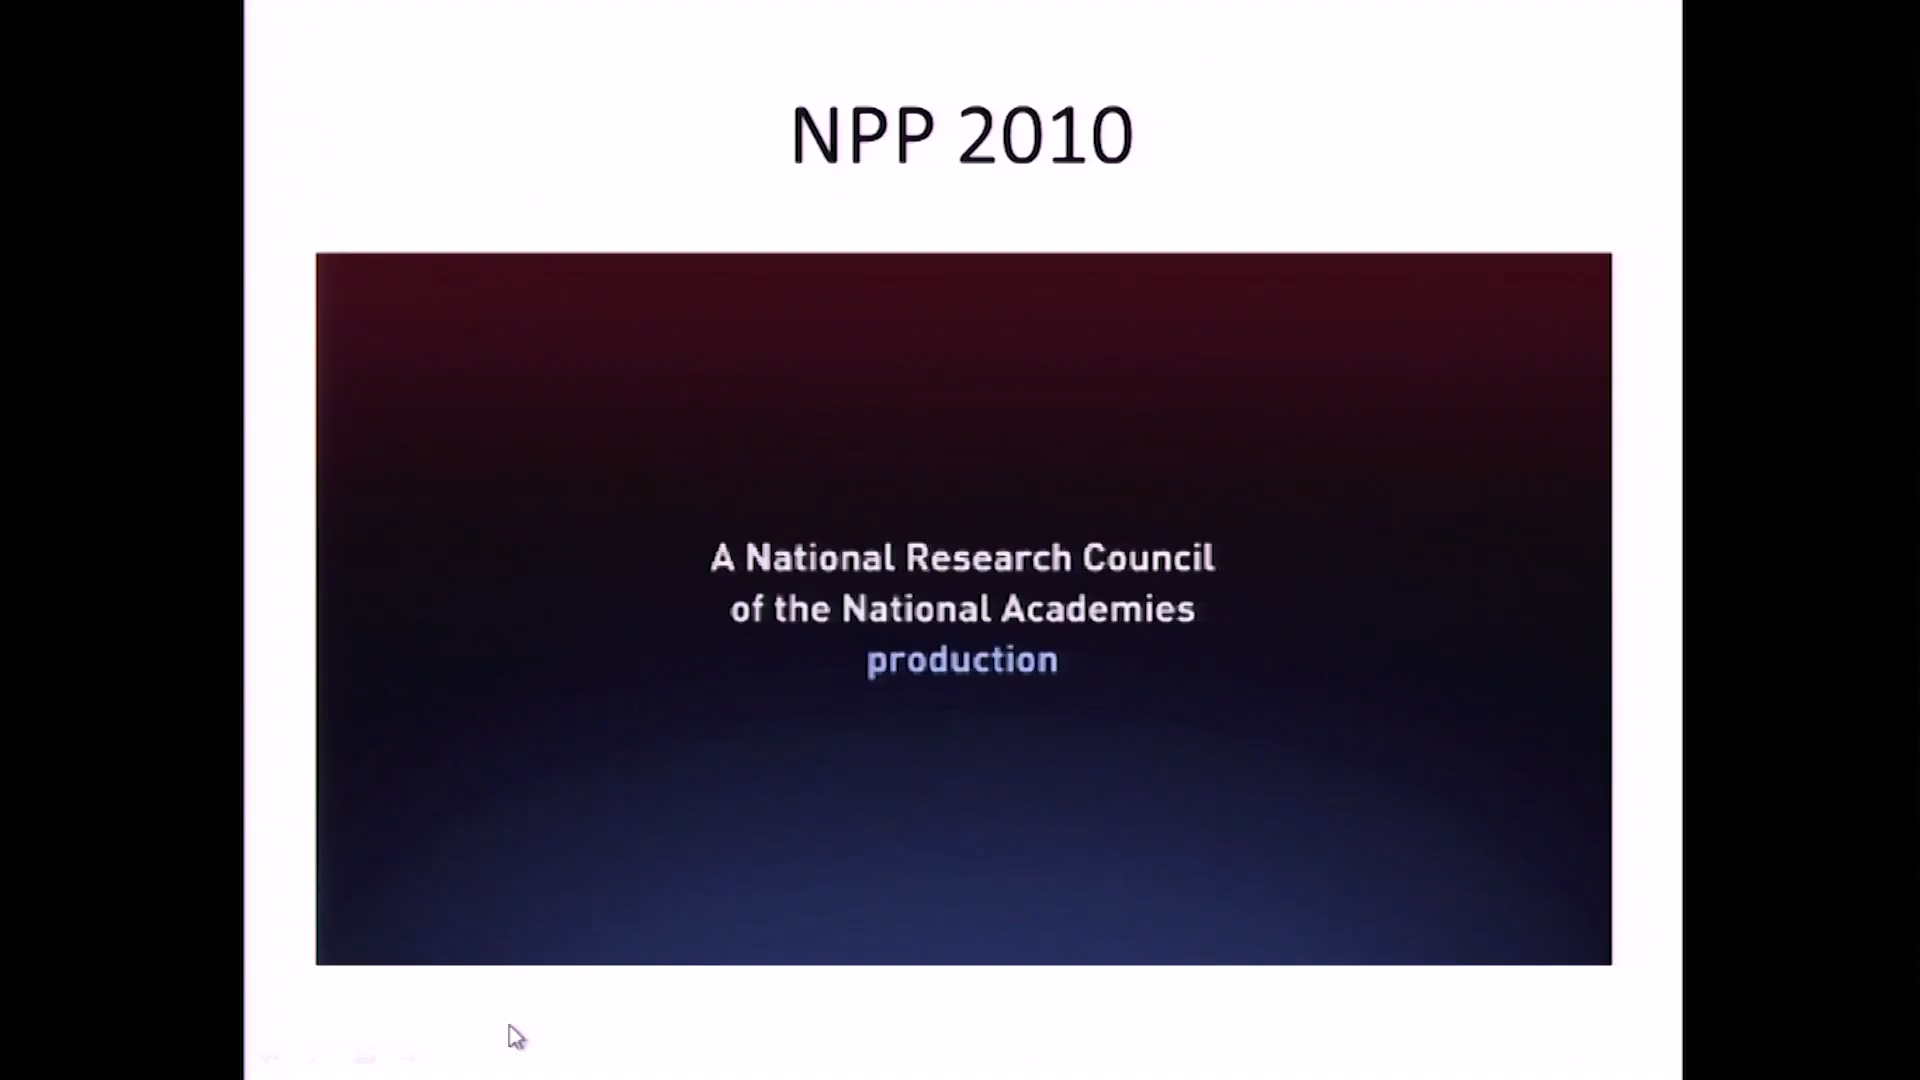 NPP 2010
A National Research Council
of the National Academies
production